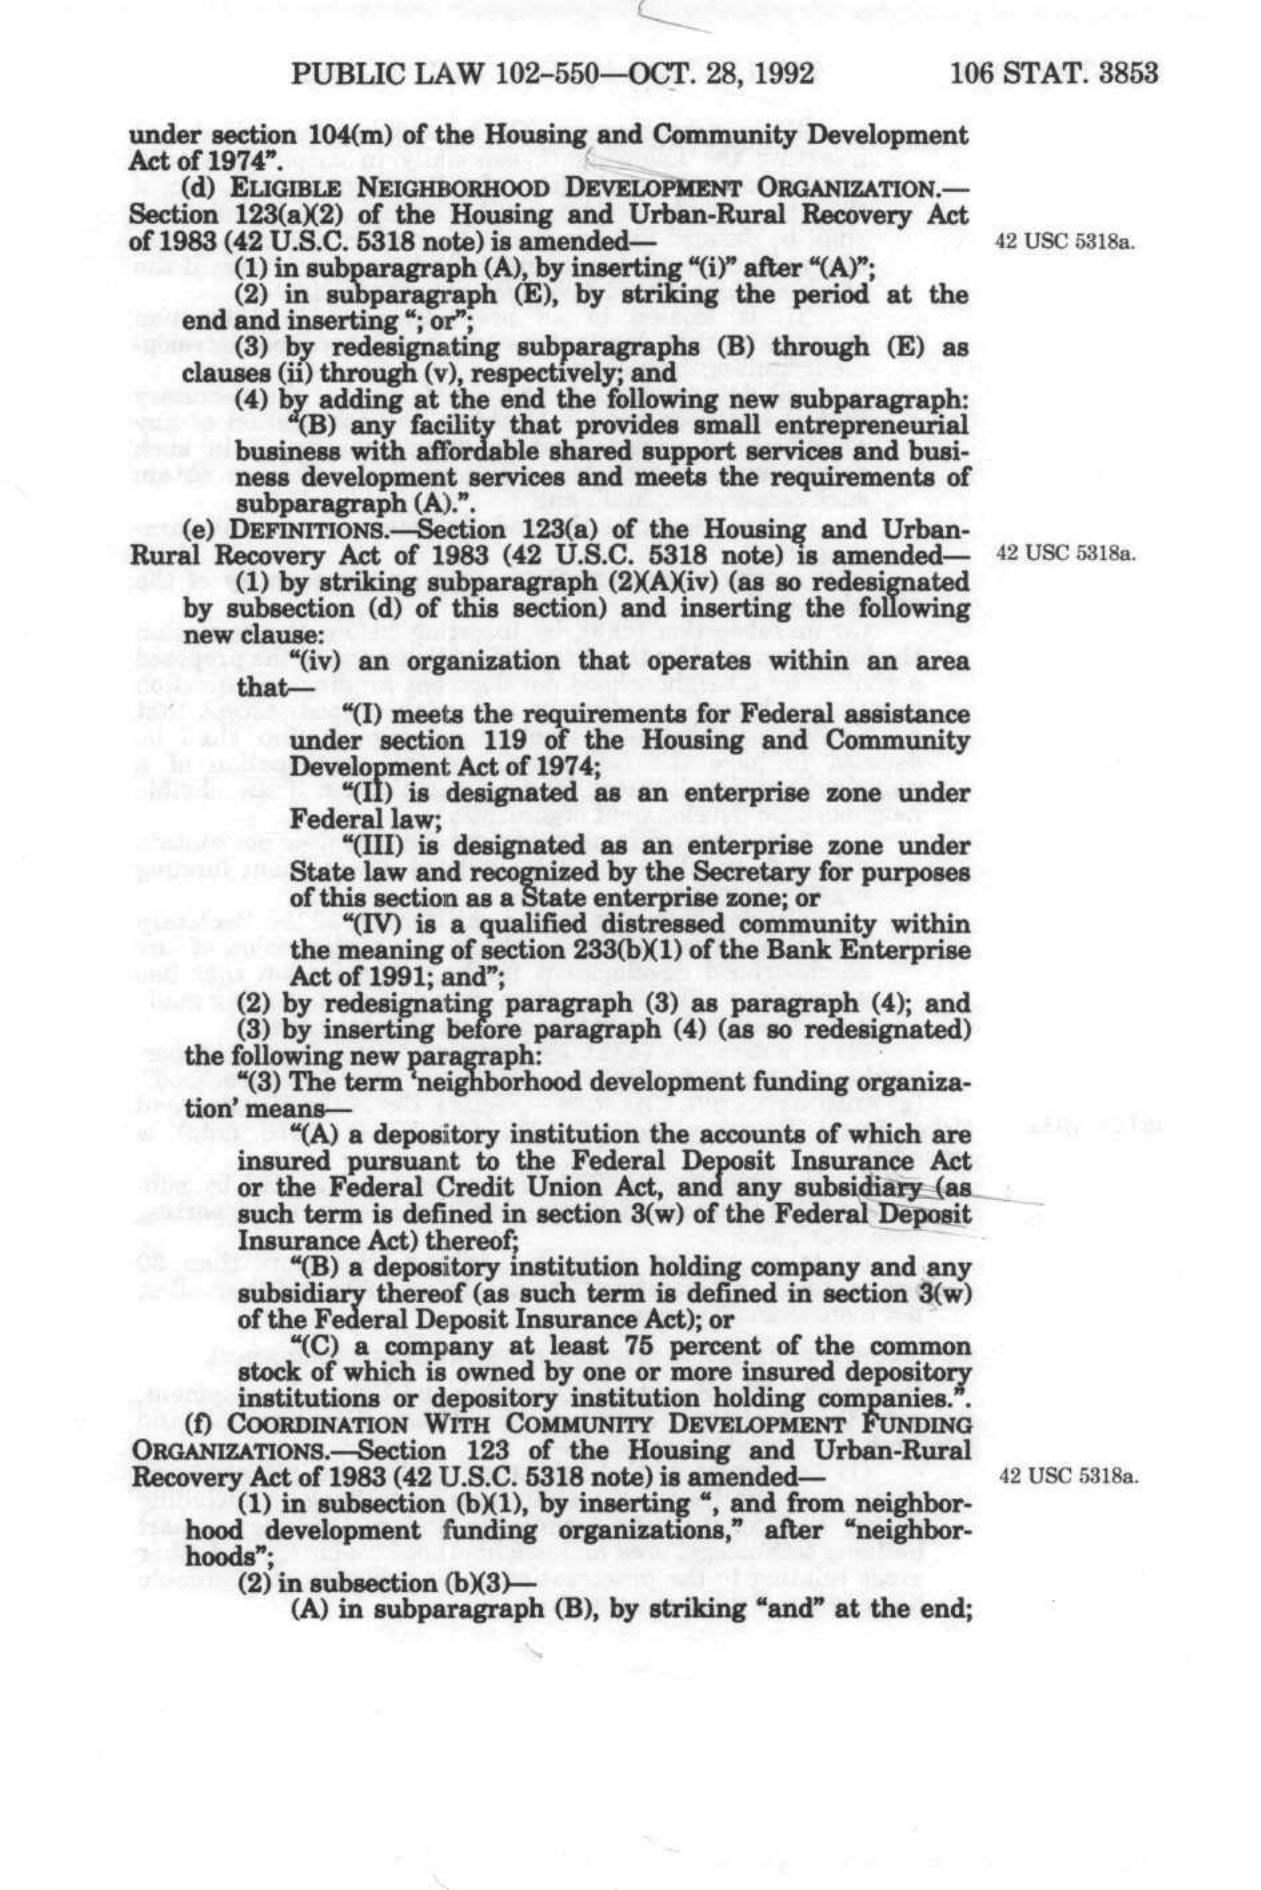 PUBLIC LAW 102-550—OCT. 28, 1992 106 STAT. 3853
under section 104(m) of the Housing and Community Development
Act of 1974”.
(d) ELIGIBLE NEIGHBORHOOD DEVELOPMENT ORGANIZATION.—
Section 123(a)(2) of the Housing and Urban-Rural Recovery Act
of 1983 (42 U.S.C. 5318 note) is amended— 42 USC 5318a.
(1) in subparagraph (A), by inserting “(i)” after “(A)”;
(2) in subparagraph (E), by striking the period at the
end and inserting “; or”;
(3) by redesignating subparagraphs (B) through (E) as
clauses (ii) through (v), respectively; and
(4) by adding at the end the following new subparagraph:
“(B) any facility that provides small entrepreneurial
business with affordable shared support services and busi-
ness development services and meets the requirements of
subparagraph (A).”.
(e) DEFINITIONS.—Section 123(a) of the Housing and Urban-
Rural Recovery Act of 1983 (42 U.S.C. 5318 note) is amended— 42 USC 5318a.
(1) by striking subparagraph (2)(A)(iv) (as so redesignated
by subsection (d) of this section) and inserting the following
new clause:
“(iv) an organization that operates within an area
that—
“(I) meets the requirements for Federal assistance
under section 119 of the Housing and Community
Development Act of 1974;
“(II) is designated as an enterprise zone under
Federal law;
“(III) is designated as an enterprise zone under
State law and recognized by the Secretary for purposes
of this section as a State enterprise zone; or
“(IV) is a qualified distressed community within
the meaning of section 233(b)(1) of the Bank Enterprise
Act of 1991; and”;
(2) by redesignating paragraph (3) as paragraph (4); and
(3) by inserting before paragraph (4) (as so redesignated)
the following new paragraph:
“(3) The term ‘neighborhood development funding organiza-
tion’ means—
“(A) a depository institution the accounts of which are
insured pursuant to the Federal Deposit Insurance Act
or the Federal Credit Union Act, and any subsidiary (as
such term is defined in section 3(w) of the Federal Deposit
Insurance Act) thereof;
“(B) a depository institution holding company and any
subsidiary thereof (as such term is defined in section 3(w)
of the Federal Deposit Insurance Act); or
“(C) a company at least 75 percent of the common
stock of which is owned by one or more insured depository
institutions or depository institution holding companies.”.
(f) COORDINATION WITH COMMUNITY DEVELOPMENT FUNDING
ORGANIZATIONS.—Section 123 of the Housing and Urban-Rural
Recovery Act of 1983 (42 U.S.C. 5318 note) is amended— 42 USC 5318a.
(1) in subsection (b)(1), by inserting “, and from neighbor-
hood development funding organizations,” after “neighbor-
hoods”;
(2) in subsection (b)(3)—
(A) in subparagraph (B), by striking “and” at the end;